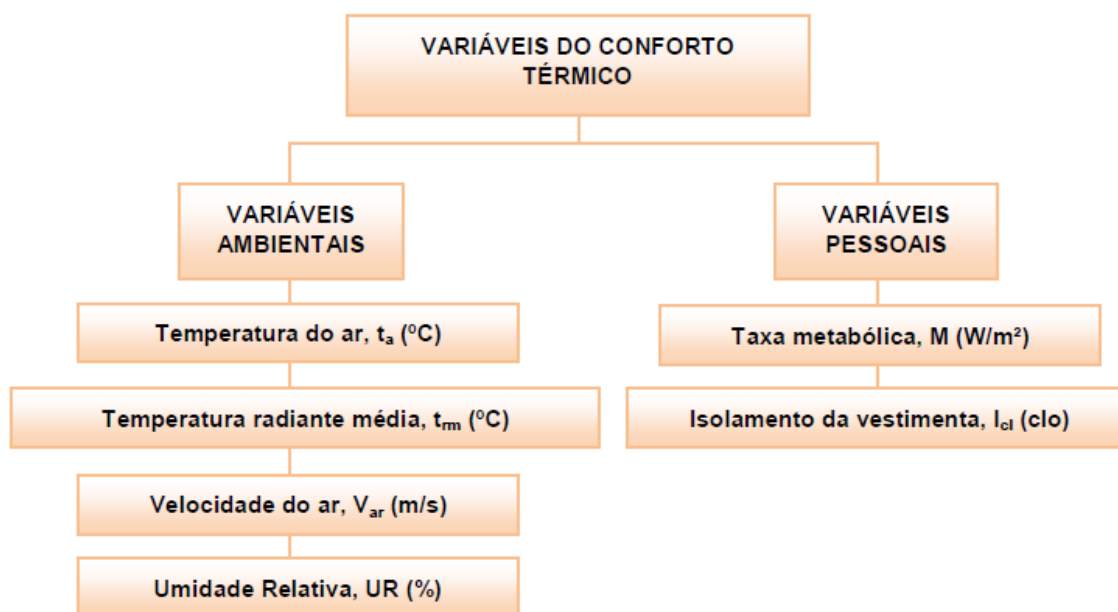 VARIÁVEIS DO CONFORTO
TÉRMICO
VARIÁVEIS
AMBIENTAIS
Temperatura do ar, tₐ (ºC)
Temperatura radiante média, tᵣₘ (ºC)
Velocidade do ar, Vₐᵣ (m/s)
Umidade Relativa, UR (%)
VARIÁVEIS
PESSOAIS
Taxa metabólica, M (W/m²)
Isolamento da vestimenta, I_cl (clo)